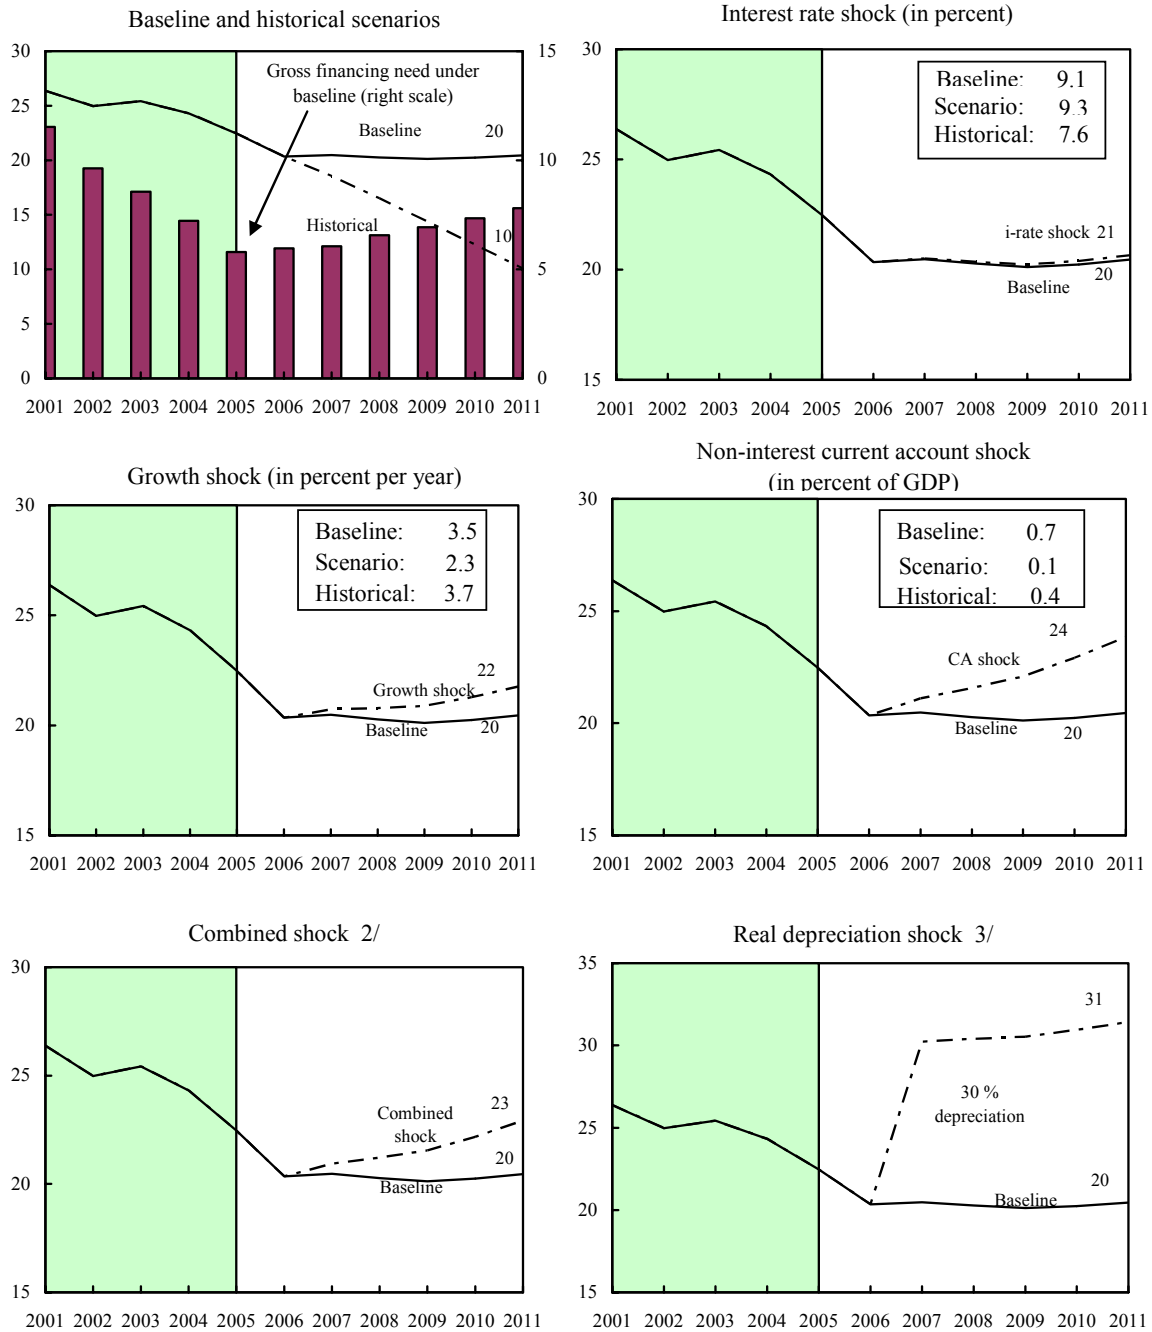 Baseline and historical scenarios
30
25
20
15
10
5
0
15
10
5
0
Gross financing need under
baseline (right scale)
Baseline 20
Historical
10
2001 2002 2003 2004 2005 2006 2007 2008 2009 2010 2011
Interest rate shock (in percent)
30
25
20
15
Baseline: 9.1
Scenario: 9.3
Historical: 7.6
i-rate shock 21
20
Baseline
2001 2002 2003 2004 2005 2006 2007 2008 2009 2010 2011
Growth shock (in percent per year)
30
25
20
15
Baseline: 3.5
Scenario: 2.3
Historical: 3.7
22
Growth shock
Baseline 20
2001 2002 2003 2004 2005 2006 2007 2008 2009 2010 2011
Non-interest current account shock
(in percent of GDP)
30
25
20
15
Baseline: 0.7
Scenario: 0.1
Historical: 0.4
24
CA shock
Baseline 20
2001 2002 2003 2004 2005 2006 2007 2008 2009 2010 2011
Combined shock 2/
30
25
20
15
23
Combined
shock
20
Baseline
2001 2002 2003 2004 2005 2006 2007 2008 2009 2010 2011
Real depreciation shock 3/
35
30
25
20
15
31
30 %
depreciation
20
Baseline
2001 2002 2003 2004 2005 2006 2007 2008 2009 2010 2011